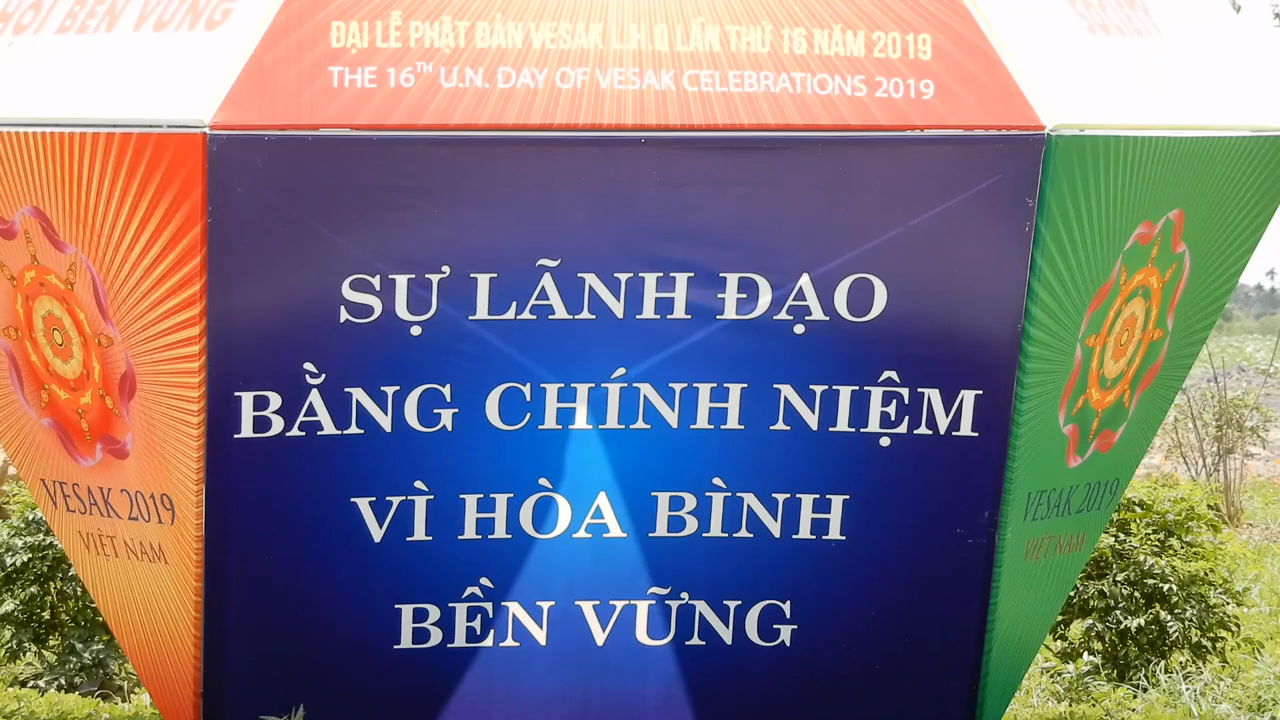 HỘI BỀN VỮNG
ĐẠI LỄ PHẬT ĐẢN VESAK L.H.Q LẦN THỨ 16 NĂM 2019
THE 16TH U.N. DAY OF VESAK CELEBRATIONS 2019
SỰ LÃNH ĐẠO
BẰNG CHÍNH NIỆM
VÌ HÒA BÌNH
BỀN VỮNG
VESAK 2019
VIỆT NAM
VESAK 2019
VIỆT NAM